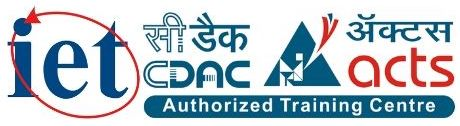 iet
सी डैक
CDAC
ॲक्टस
acts
Authorized Training Centre